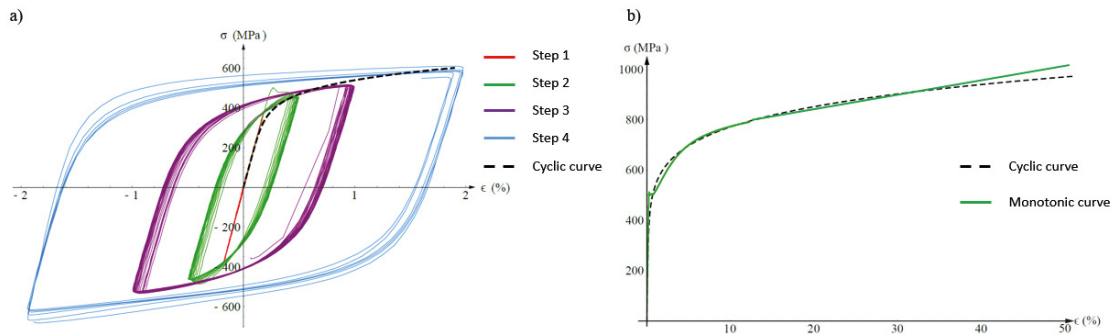 a)
σ (MPa)
600
400
200
- 200
- 400
- 600
- 2
- 1
1
2
ϵ (%)
Step 1
Step 2
Step 3
Step 4
Cyclic curve
b)
σ (MPa)
1000
800
600
400
200
10
20
30
40
50
ϵ (%)
Cyclic curve
Monotonic curve